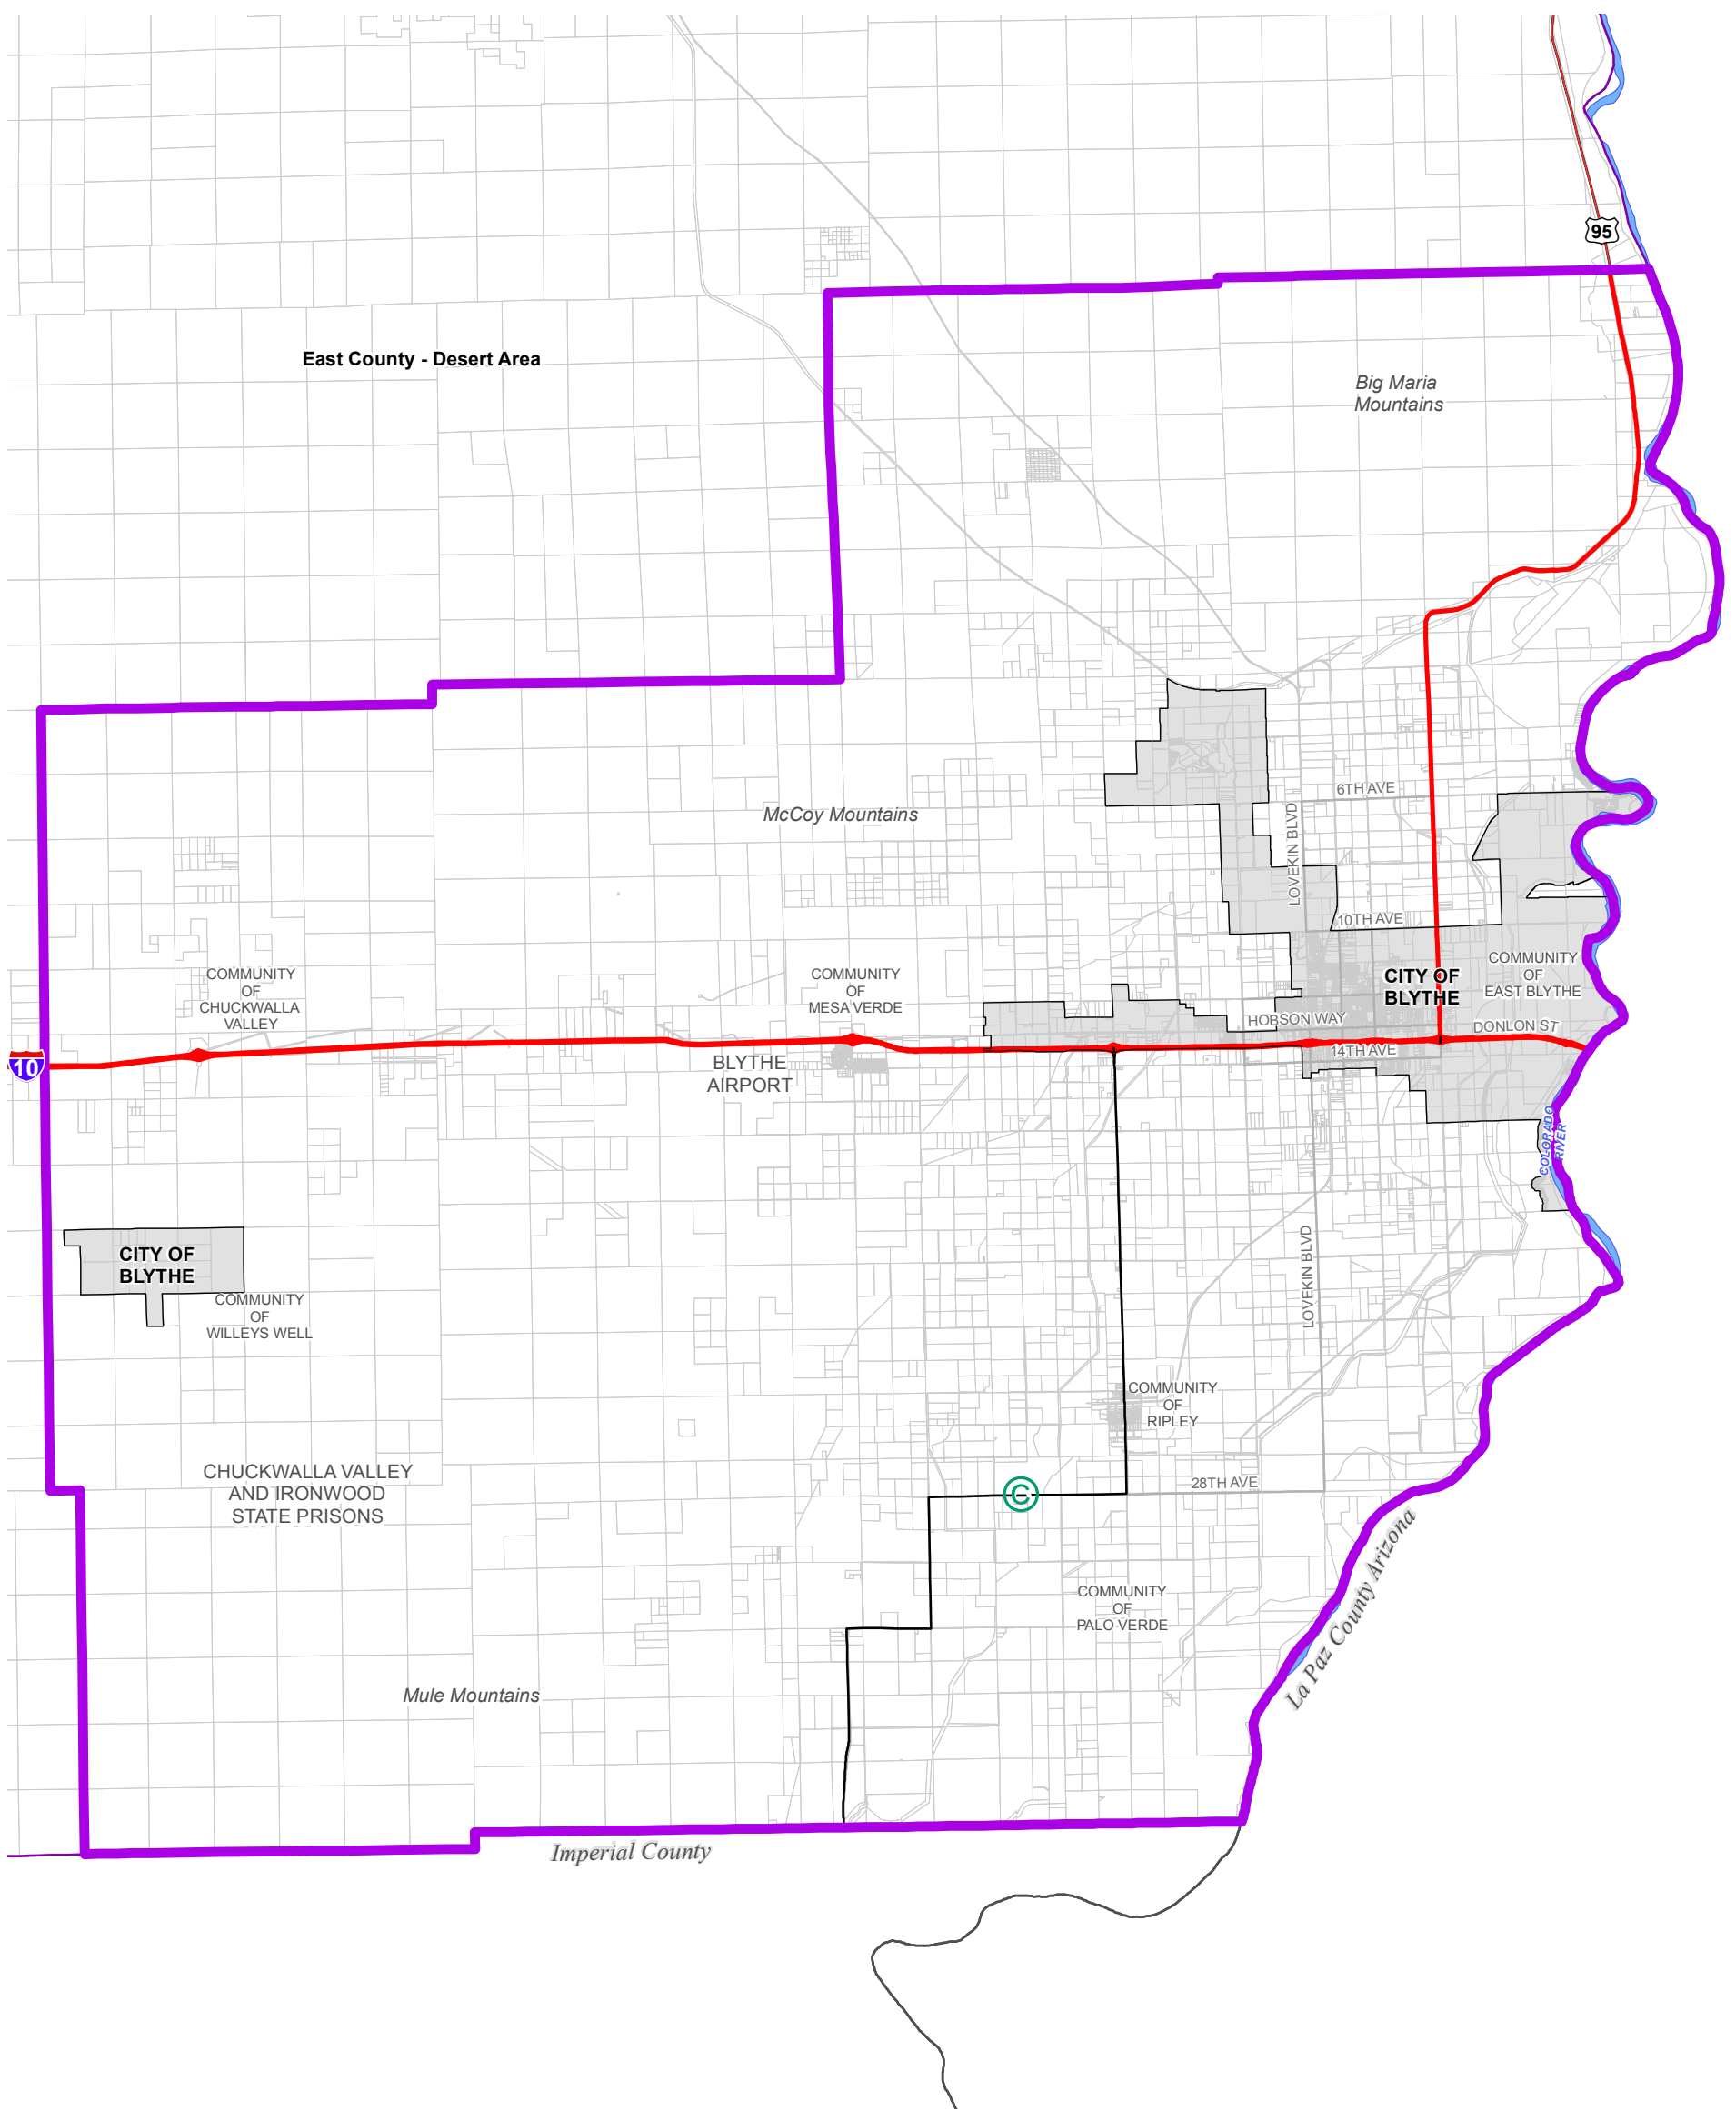 95
East County - Desert Area
Big Maria
Mountains
6TH AVE
LOVEKIN BLVD
McCoy Mountains
10TH AVE
COMMUNITY
OF
CHUCKWALLA
VALLEY
COMMUNITY
OF
MESA VERDE
CITY OF
BLYTHE
COMMUNITY
OF
EAST BLYTHE
HOBSON WAY
DONLON ST
14TH AVE
10
BLYTHE
AIRPORT
COLORADO
RIVER
CITY OF
BLYTHE
LOVEKIN BLVD
COMMUNITY
OF
WILLEYS WELL
COMMUNITY
OF
RIPLEY
CHUCKWALLA VALLEY
AND IRONWOOD
STATE PRISONS
28TH AVE
C
COMMUNITY
OF
PALO VERDE
La Paz County Arizona
Mule Mountains
Imperial County